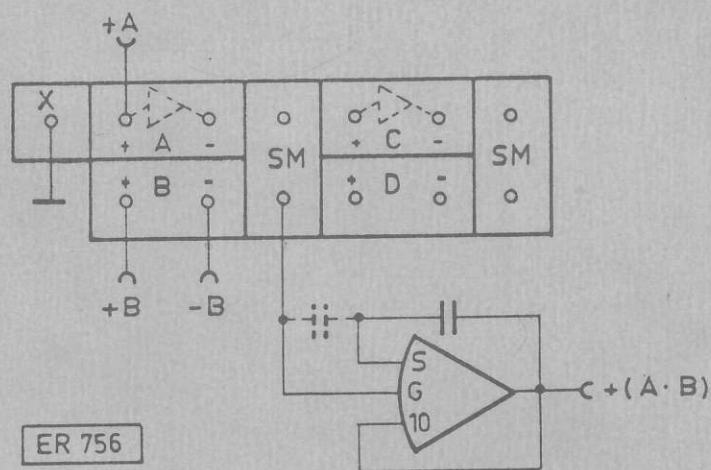 +A
X
+ A - SM + C - SM
+ B - + D -
+B -B
S
G
10
+(A·B)
ER 756